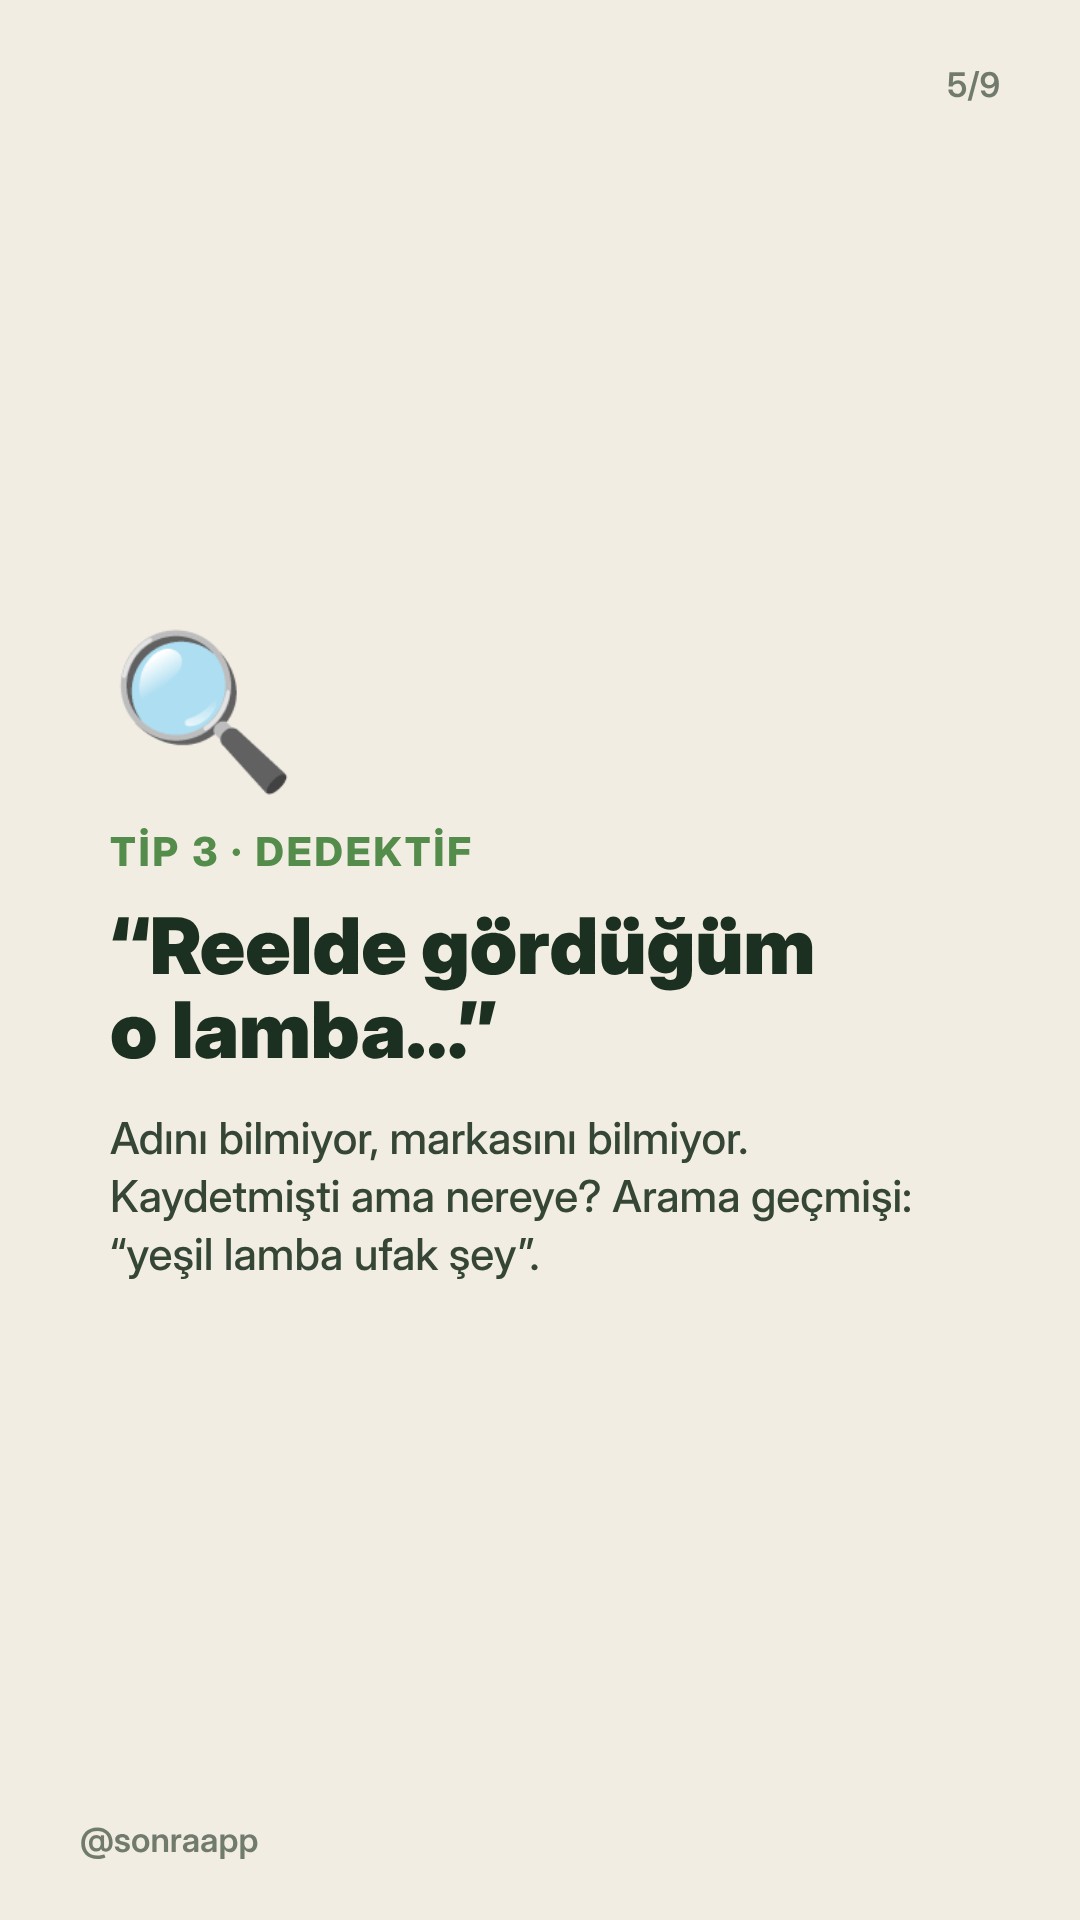 5/9
TİP 3 · DEDEKTİF
“Reelde gördüğüm
o lamba...”
Adını bilmiyor, markasını bilmiyor.
Kaydetmişti ama nereye? Arama geçmişi:
“yeşil lamba ufak şey”.
@sonraapp